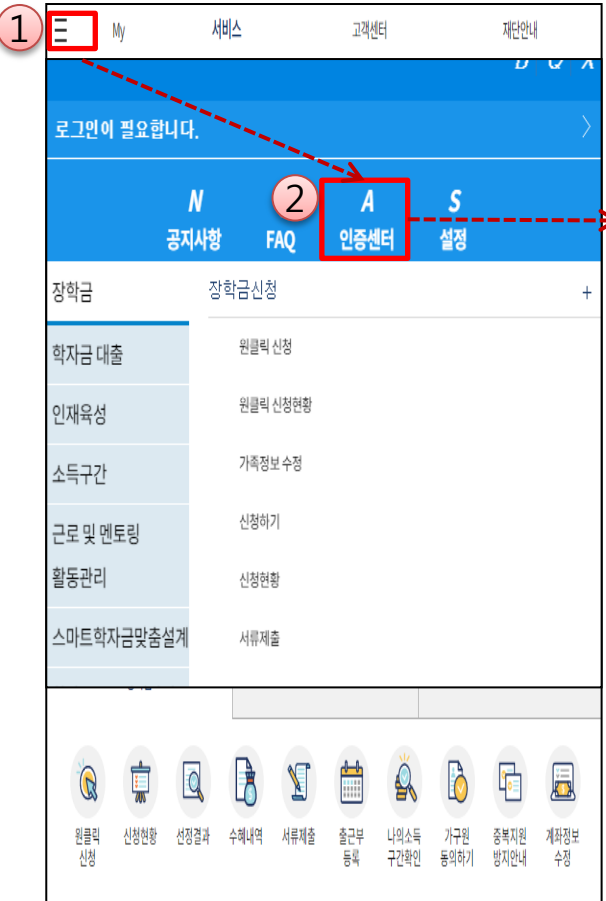 1
My 서비스 고객센터 재단안내
로그인이 필요합니다.
2
N A S
공지사항 FAQ 인증센터 설정
장학금 장학금신청 +
학자금 대출 원클릭 신청
인재육성 원클릭 신청현황
소득구간 가족정보 수정
근로 및 멘토링 신청하기
활동관리 신청현황
스마트학자금맞춤설계 서류제출
원클릭 신청현황 선정결과 수혜내역 서류제출 출근부 나의소득 가구원 중복지원 계좌정보
신청 등록 구간확인 동의하기 방지안내 수정